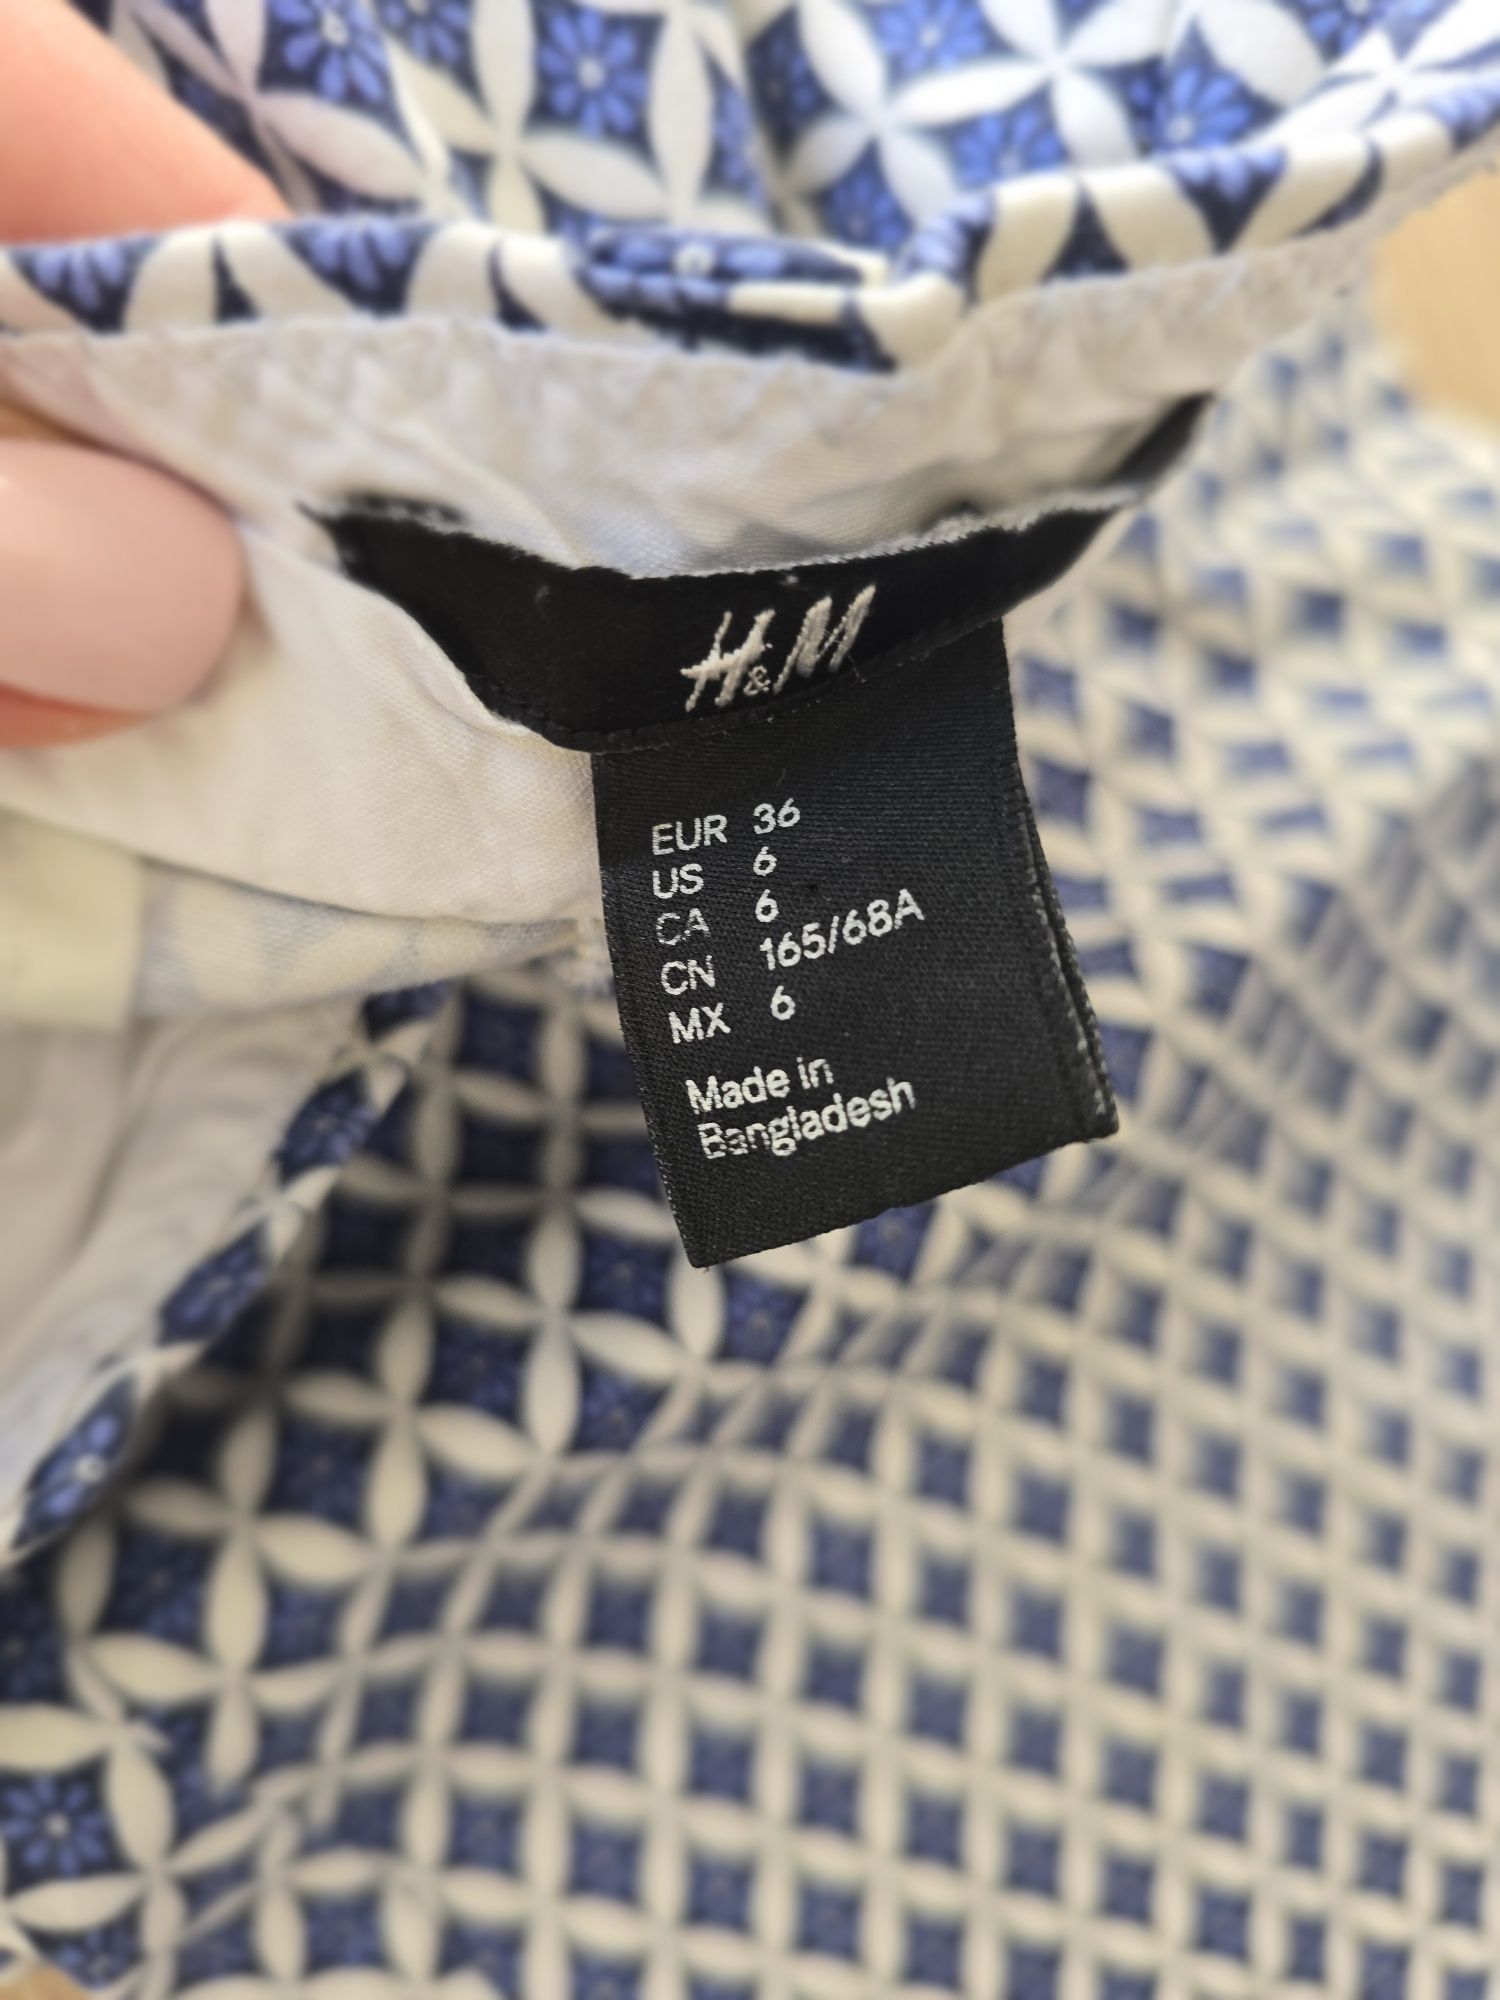 H&M
EUR 36
US 6
CA 6
CN 165/68A
MX 6
Made in
Bangladesh